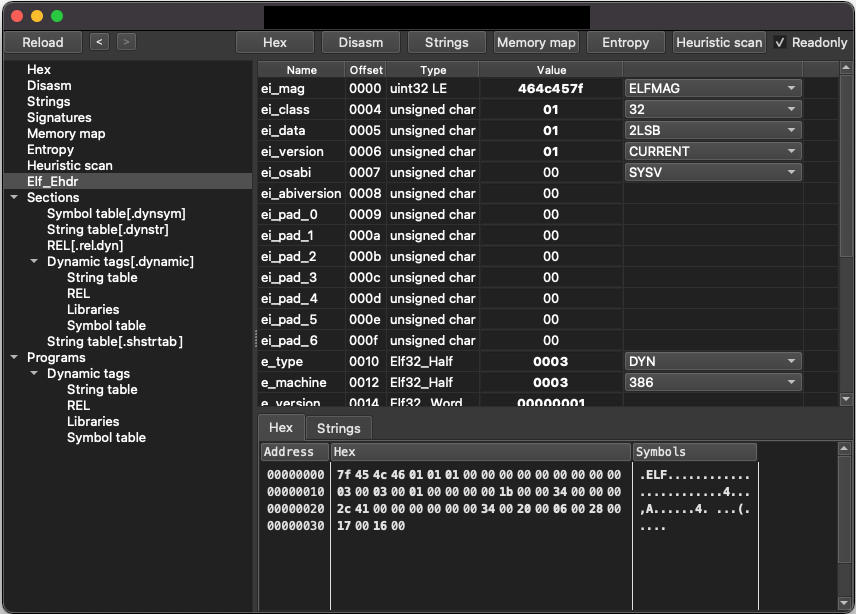 Reload < > Hex Disasm Strings Memory map Entropy Heuristic scan Readonly
Hex
Disasm
Strings
Signatures
Memory map
Entropy
Heuristic scan
Elf_Ehdr
Sections
Symbol table[.dynsym]
String table[.dynstr]
REL[.rel.dyn]
Dynamic tags[.dynamic]
String table
REL
Libraries
Symbol table
String table[.shstrtab]
Programs
Dynamic tags
String table
REL
Libraries
Symbol table
Name Offset Type Value
ei_mag 0000 uint32 LE 464c457f ELFMAG
ei_class 0004 unsigned char 01 32
ei_data 0005 unsigned char 01 2LSB
ei_version 0006 unsigned char 01 CURRENT
ei_osabi 0007 unsigned char 00 SYSV
ei_abiversion 0008 unsigned char 00
ei_pad_0 0009 unsigned char 00
ei_pad_1 000a unsigned char 00
ei_pad_2 000b unsigned char 00
ei_pad_3 000c unsigned char 00
ei_pad_4 000d unsigned char 00
ei_pad_5 000e unsigned char 00
ei_pad_6 000f unsigned char 00
e_type 0010 Elf32_Half 0003 DYN
e_machine 0012 Elf32_Half 0003 386
e_version 0014 Elf32_Word 00000001
Hex Strings
Address Hex Symbols
00000000 7f 45 4c 46 01 01 01 00 00 00 00 00 00 00 00 00 .ELF............
00000010 03 00 03 00 01 00 00 00 00 1b 00 00 34 00 00 00 ............4...
00000020 2c 41 00 00 00 00 00 00 34 00 20 00 06 00 28 00 ,A......4. ...(.
00000030 17 00 16 00 ....